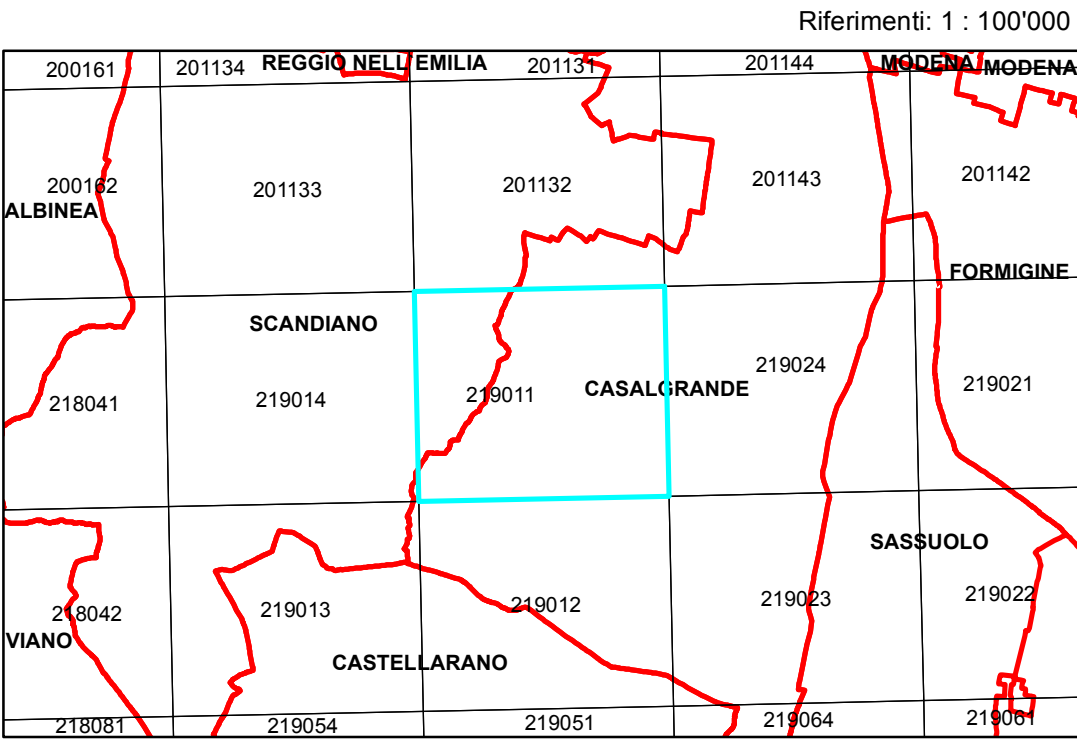 Riferimenti: 1 : 100'000
200161 201134 REGGIO NELL'EMILIA 201131 201144 MODENA MODENA
200162 201133 201132 201143 201142
ALBINEA
FORMIGINE
SCANDIANO
218041 219014 219011 CASALGRANDE 219024 219021
SASSUOLO
218042 219013 219012 219023 219022
VIANO
CASTELLARANO
218081 219054 219051 219064 219061